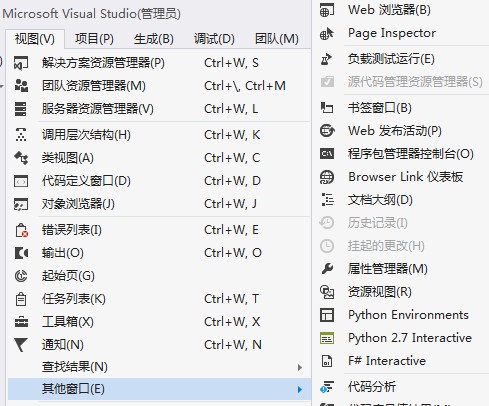 Microsoft Visual Studio(管理员)
视图(V) 项目(P) 生成(B) 调试(D) 团队(M)
解决方案资源管理器(P) Ctrl+W, S
团队资源管理器(M) Ctrl+\, Ctrl+M
服务器资源管理器(V) Ctrl+W, L
调用层次结构(H) Ctrl+W, K
类视图(A) Ctrl+W, C
代码定义窗口(D) Ctrl+W, D
对象浏览器(J) Ctrl+W, J
错误列表(I) Ctrl+W, E
输出(O) Ctrl+W, O
起始页(G)
任务列表(K) Ctrl+W, T
工具箱(X) Ctrl+W, X
通知(N) Ctrl+W, N
查找结果(N)
其他窗口(E)
Web 浏览器(B)
Page Inspector
负载测试运行(E)
源代码管理资源管理器(S)
书签窗口(B)
Web 发布活动(P)
程序包管理器控制台(O)
Browser Link 仪表板
文档大纲(D)
历史记录(I)
挂起的更改(H)
属性管理器(M)
资源视图(R)
Python Environments
Python 2.7 Interactive
F# Interactive
代码分析